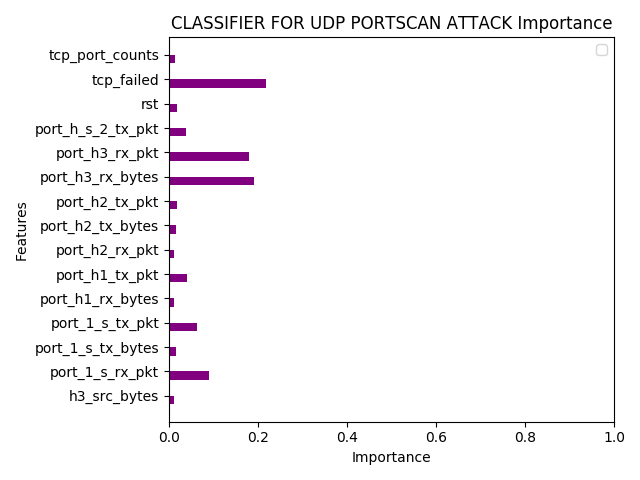 CLASSIFIER FOR UDP PORTSCAN ATTACK Importance
tcp_port_counts
tcp_failed
rst
port_h_s_2_tx_pkt
port_h3_rx_pkt
port_h3_rx_bytes
port_h2_tx_pkt
port_h2_tx_bytes
port_h2_rx_pkt
port_h1_tx_pkt
port_h1_rx_bytes
port_1_s_tx_pkt
port_1_s_tx_bytes
port_1_s_rx_pkt
h3_src_bytes
Features
0.0 0.2 0.4 0.6 0.8 1.0
Importance